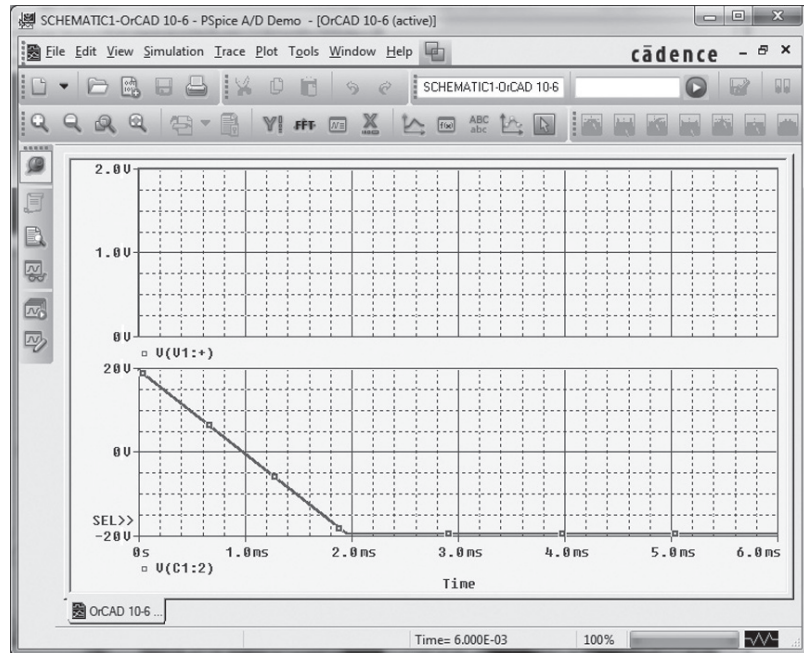 SCHEMATIC1-OrCAD 10-6 - PSpice A/D Demo - [OrCAD 10-6 (active)]
File Edit View Simulation Trace Plot Tools Window Help
cādence
SCHEMATIC1-OrCAD 10-6
FFT
ABC
abc
2.0V
1.0V
0V
V(V1:+)
20V
0V
SEL>>
-20V
0s 1.0ms 2.0ms 3.0ms 4.0ms 5.0ms 6.0ms
V(C1:2)
Time
OrCAD 10-6 ...
Time= 6.000E-03 100%